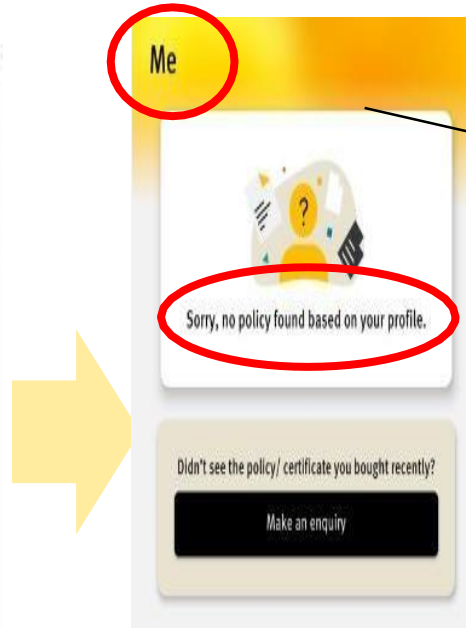 Me
?
Sorry, no policy found based on your profile.
Didn't see the policy/ certificate you bought recently?
Make an enquiry